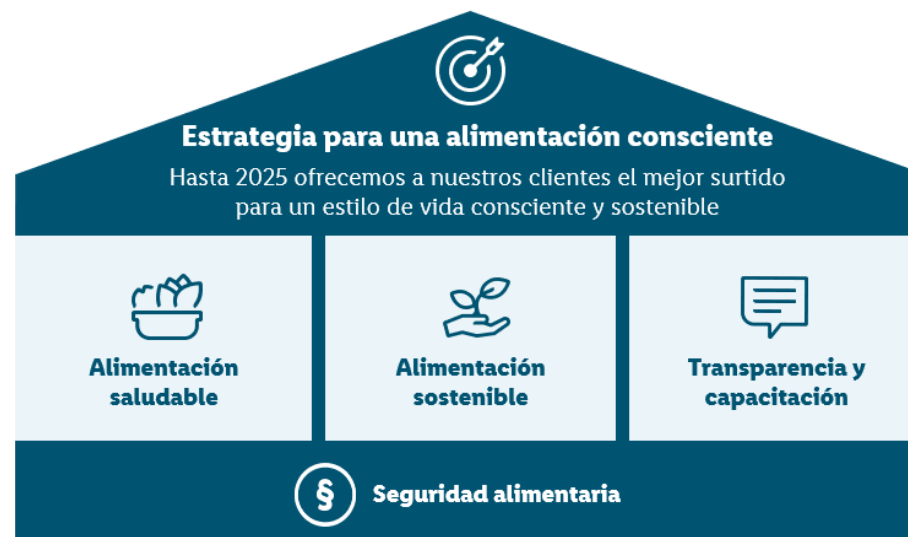 Estrategia para una alimentación consciente
Hasta 2025 ofrecemos a nuestros clientes el mejor surtido
para un estilo de vida consciente y sostenible
Alimentación
saludable
Alimentación
sostenible
Transparencia y
capacitación
§ Seguridad alimentaria